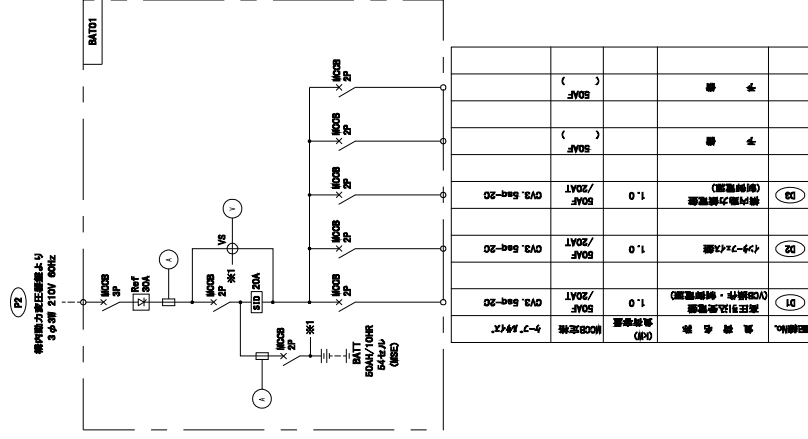 BAT01
P2
構内動力変圧器盤より
3φ3W 210V 60Hz
MCCB
3P
Ref
30A
A
MCCB
2P
VS
V
※1
SID 20A
A
MCCB
2P
※1
BATT
50AH/10HR
54セル
(MSE)
MCCB
2P
MCCB
2P
MCCB
2P
MCCB
2P
MCCB
2P
回線No.
負荷名称
負荷容量
(kW)
MCCB定格
ケーブルサイズ
D1
高圧引込受電盤
(VCB操作・制御電源)
1.0
50AF
/20AT
CV3.5sq-2C
D2
インターフェイス盤
1.0
50AF
/20AT
CV3.5sq-2C
D3
構内動力饋電盤
(制御電源)
1.0
50AF
/20AT
CV3.5sq-2C
予備
50AF
( )
予備
50AF
( )